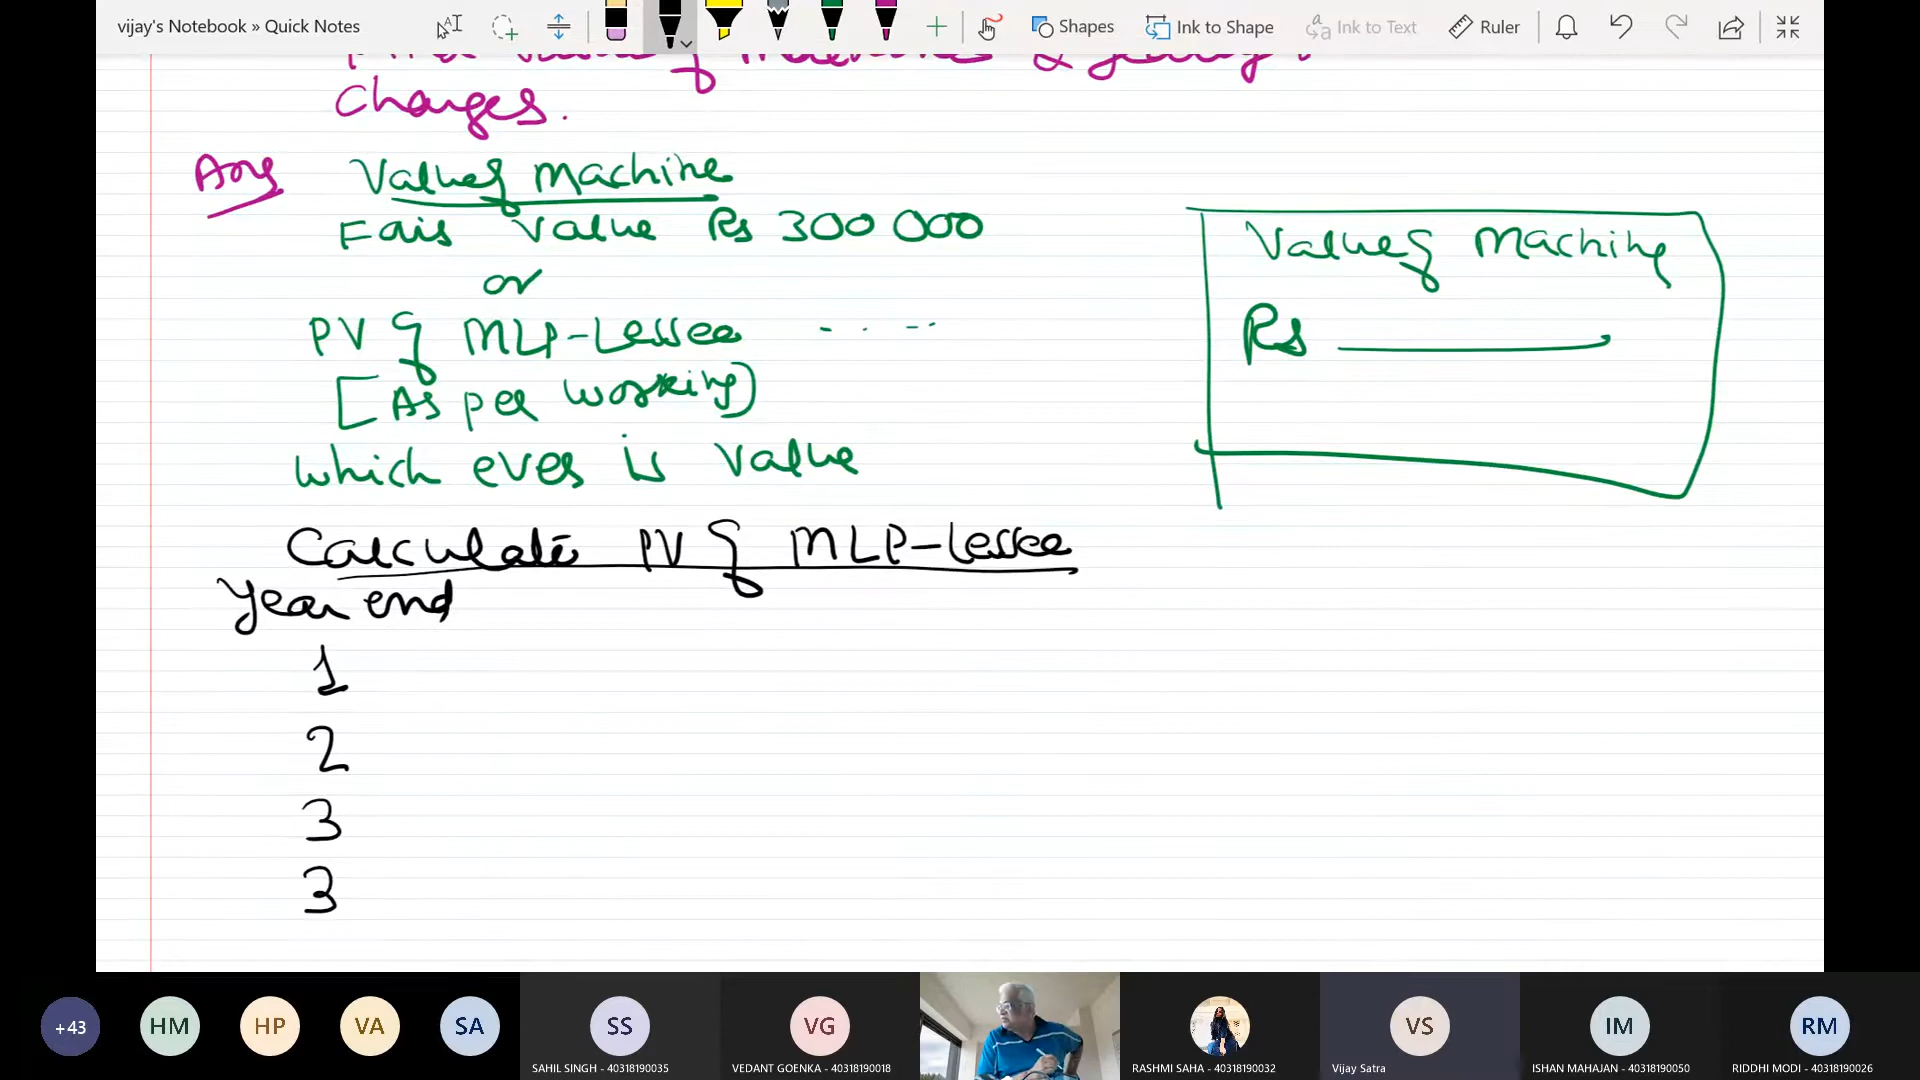 vijay's Notebook » Quick Notes
Shapes
Ink to Shape
Ink to Text
Ruler
Value of machine & 
Changes.
Ans
Value of machine
Fair Value Rs 300 000
or
PV of MLP-Lessee ....
[As per working)
which ever is value
Value of Machine
Rs
Calculate PV of MLP-Lessee
Year end
1
2
3
3
+43
HM
HP
VA
SA
SS
SAHIL SINGH - 40318190035
VG
VEDANT GOENKA - 40318190018
RASHMI SAHA - 40318190032
VS
Vijay Satra
IM
ISHAN MAHAJAN - 40318190050
RM
RIDDHI MODI - 40318190026